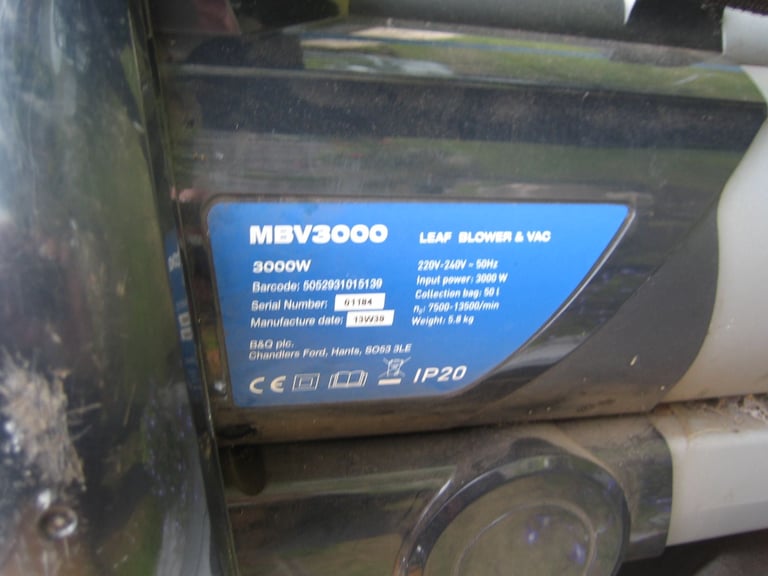 MBV3000
3000W
Barcode: 5052931015139
Serial Number: 01184
Manufacture date: 13W39
B&Q plc.
Chandlers Ford, Hants, SO53 3LE
CE
IP20
LEAF BLOWER & VAC
220V-240V ~ 50Hz
Input power: 3000 W
Collection bag: 50 l
n₀: 7500-13500/min
Weight: 5.8 kg